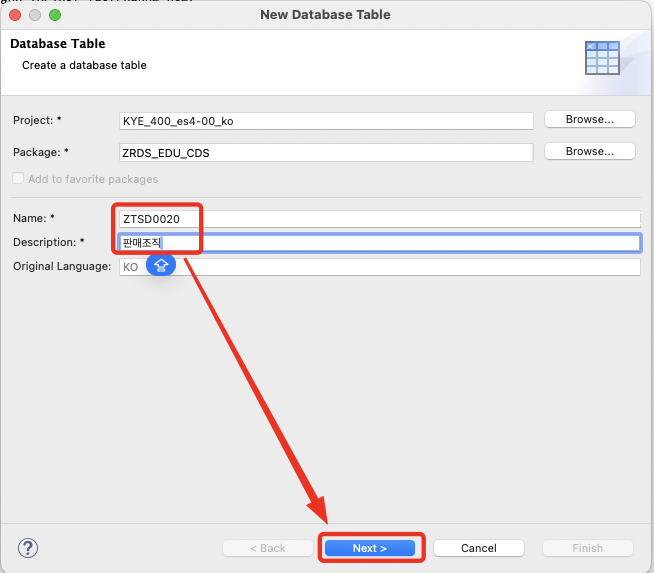 New Database Table
Database Table
Create a database table
Project: * KYE_400_es4-00_ko Browse...
Package: * ZRDS_EDU_CDS Browse...
Add to favorite packages
Name: * ZTSD0020
Description: * 판매조직
Original Language: KO
? < Back Next > Cancel Finish